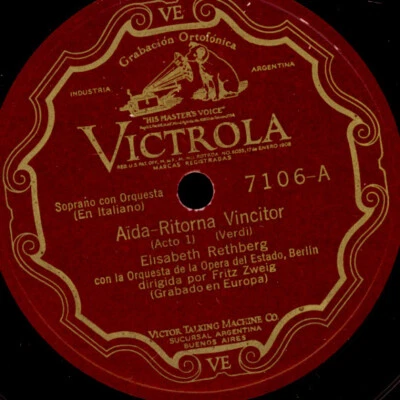 VE
Grabación Ortofónica
INDUSTRIA
ARGENTINA
"HIS MASTER'S VOICE"
VICTROLA
MARCAS REGISTRADAS
Soprano con Orquesta
(En Italiano)
7106-A
Aïda-Ritorna Vincitor
(Acto 1) (Verdi)
Elisabeth Rethberg
con la Orquesta de la Opera del Estado, Berlin
dirigida por Fritz Zweig
(Grabado en Europa)
VICTOR TALKING MACHINE CO.
SUCURSAL ARGENTINA
BUENOS AIRES
VE